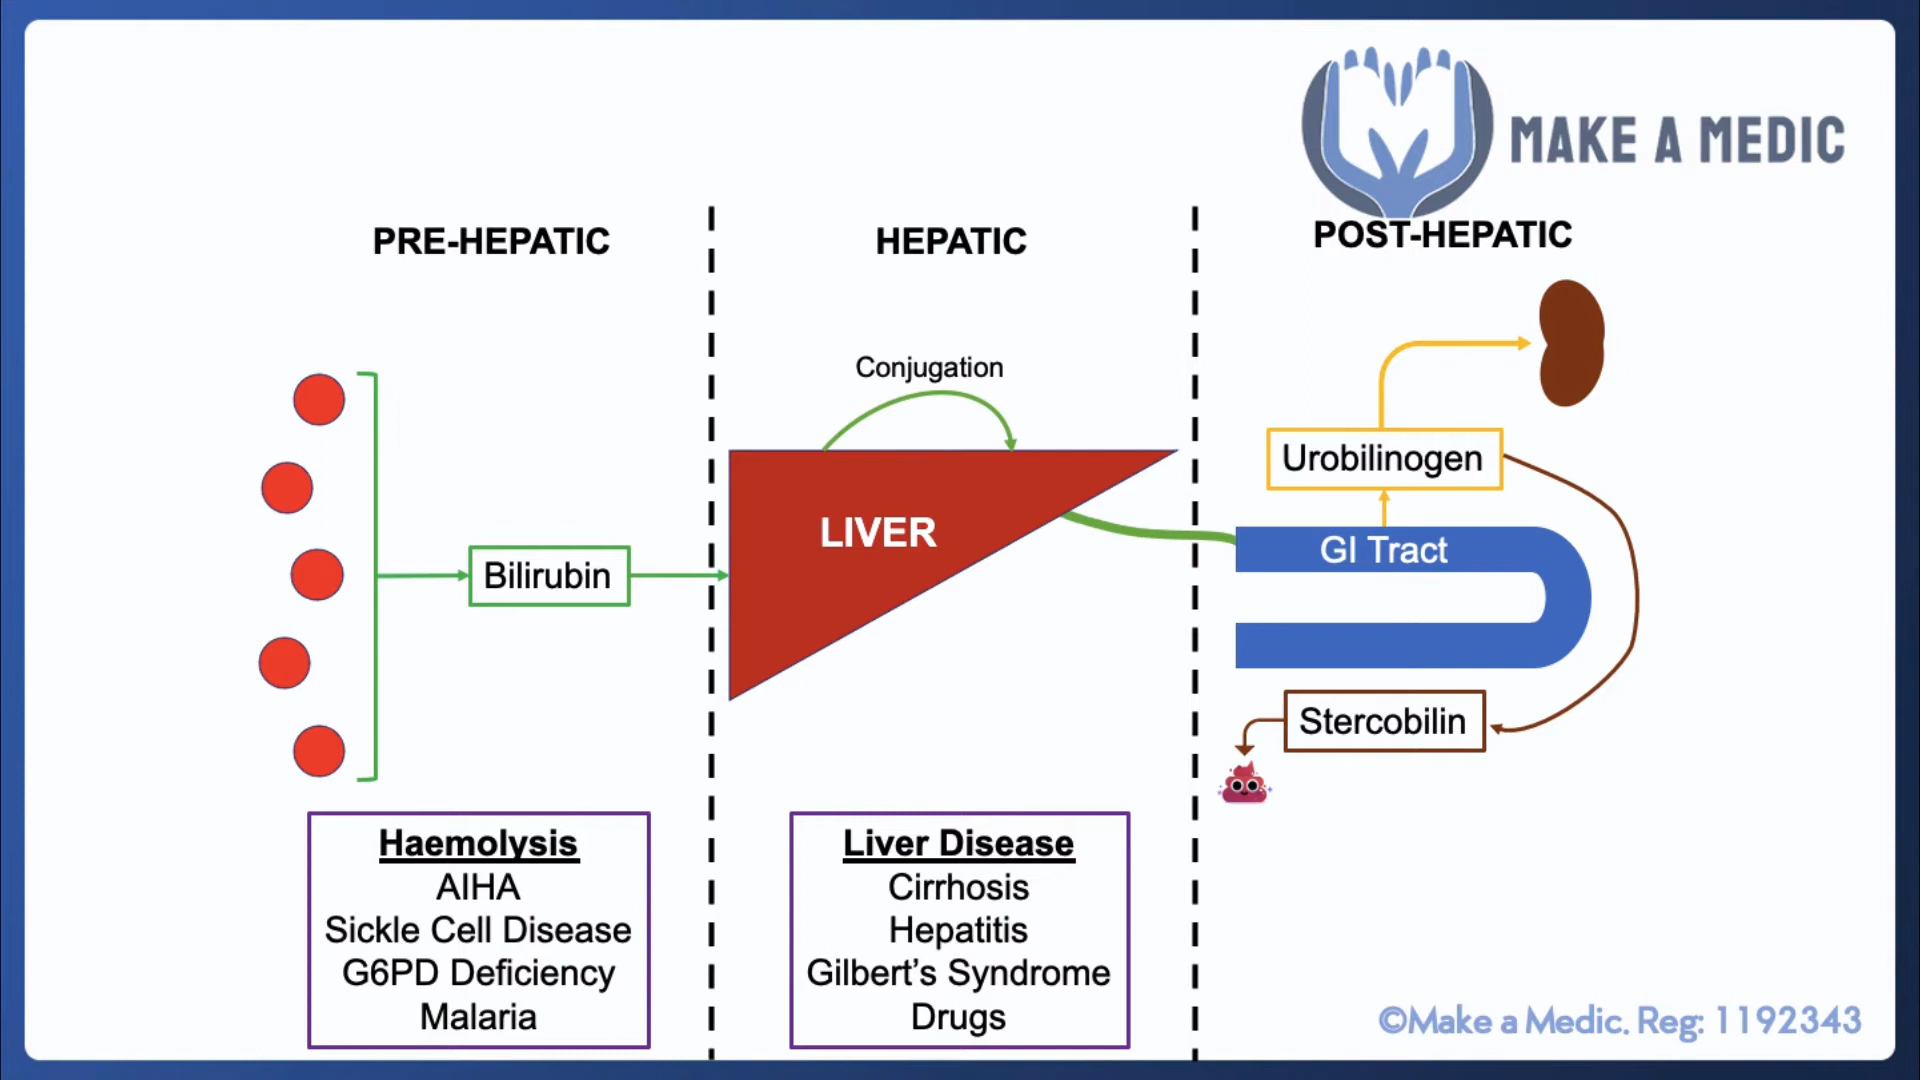 MAKE A MEDIC
PRE-HEPATIC
HEPATIC
POST-HEPATIC
Conjugation
Bilirubin
LIVER
Urobilinogen
GI Tract
Stercobilin
Haemolysis
AIHA
Sickle Cell Disease
G6PD Deficiency
Malaria
Liver Disease
Cirrhosis
Hepatitis
Gilbert’s Syndrome
Drugs
©Make a Medic. Reg: 1192343